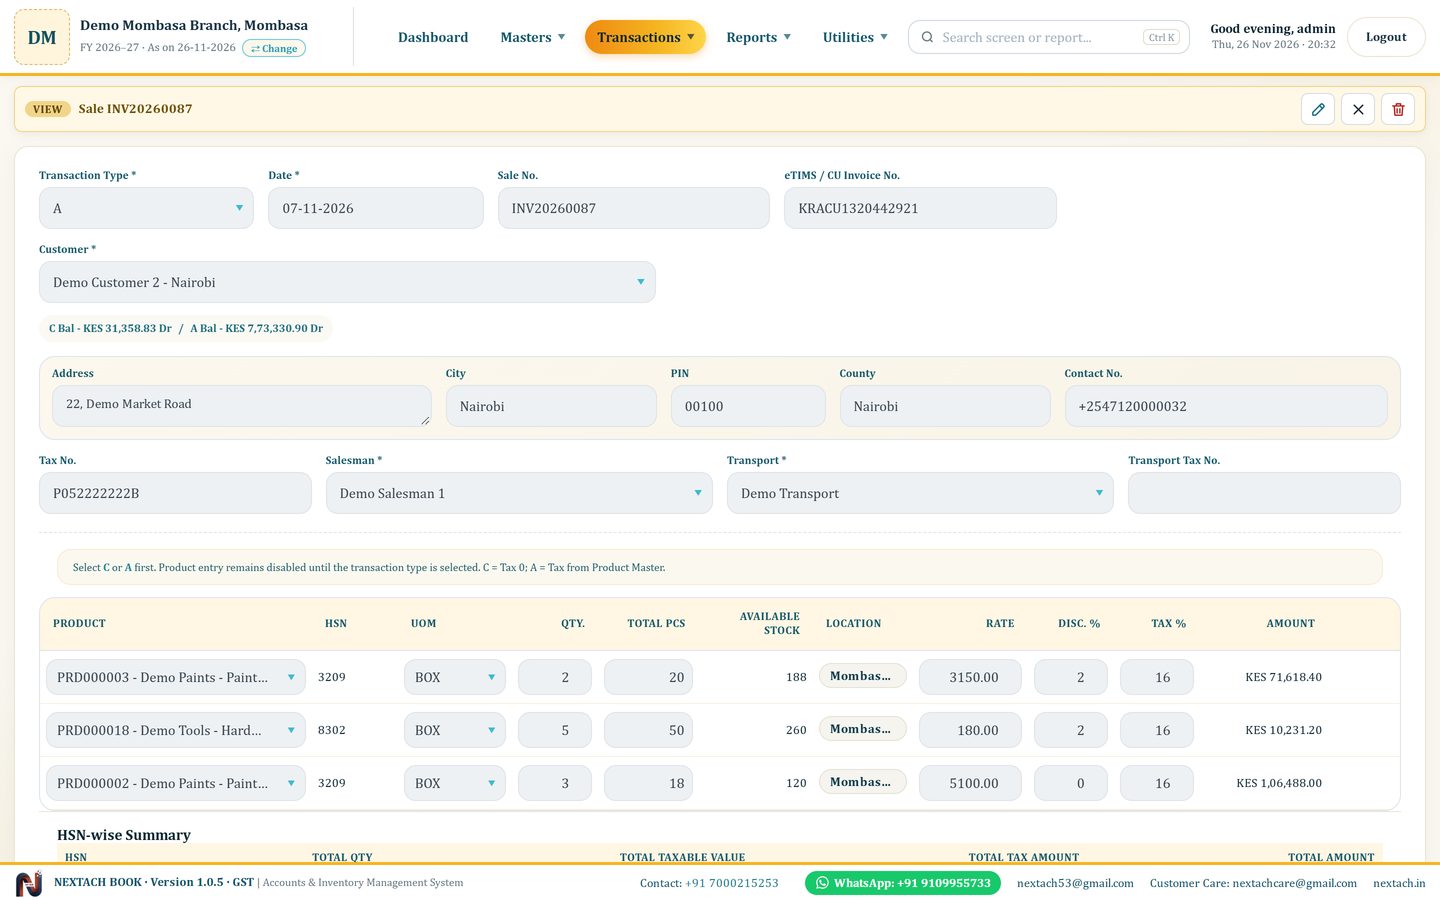 DM
Demo Mombasa Branch, Mombasa
FY 2026–27 · As on 26-11-2026 ⇄ Change
Dashboard Masters Transactions Reports Utilities
Search screen or report... Ctrl K
Good evening, admin
Thu, 26 Nov 2026 · 20:32
Logout
VIEW Sale INV20260087
Transaction Type * Date * Sale No. eTIMS / CU Invoice No.
A 07-11-2026 INV20260087 KRACU1320442921
Customer *
Demo Customer 2 - Nairobi
C Bal - KES 31,358.83 Dr / A Bal - KES 7,73,330.90 Dr
Address City PIN County Contact No.
22, Demo Market Road Nairobi 00100 Nairobi +2547120000032
Tax No. Salesman * Transport * Transport Tax No.
P052222222B Demo Salesman 1 Demo Transport
Select C or A first. Product entry remains disabled until the transaction type is selected. C = Tax 0; A = Tax from Product Master.
PRODUCT HSN UOM QTY. TOTAL PCS AVAILABLE STOCK LOCATION RATE DISC. % TAX % AMOUNT
PRD000003 - Demo Paints - Paint... 3209 BOX 2 20 188 Mombas... 3150.00 2 16 KES 71,618.40
PRD000018 - Demo Tools - Hard... 8302 BOX 5 50 260 Mombas... 180.00 2 16 KES 10,231.20
PRD000002 - Demo Paints - Paint... 3209 BOX 3 18 120 Mombas... 5100.00 0 16 KES 1,06,488.00
HSN-wise Summary
HSN TOTAL QTY TOTAL TAXABLE VALUE TOTAL TAX AMOUNT TOTAL AMOUNT
N NEXTACH BOOK · Version 1.0.5 · GST | Accounts & Inventory Management System
Contact: +91 7000215253 WhatsApp: +91 9109955733 nextach53@gmail.com Customer Care: nextachcare@gmail.com nextach.in